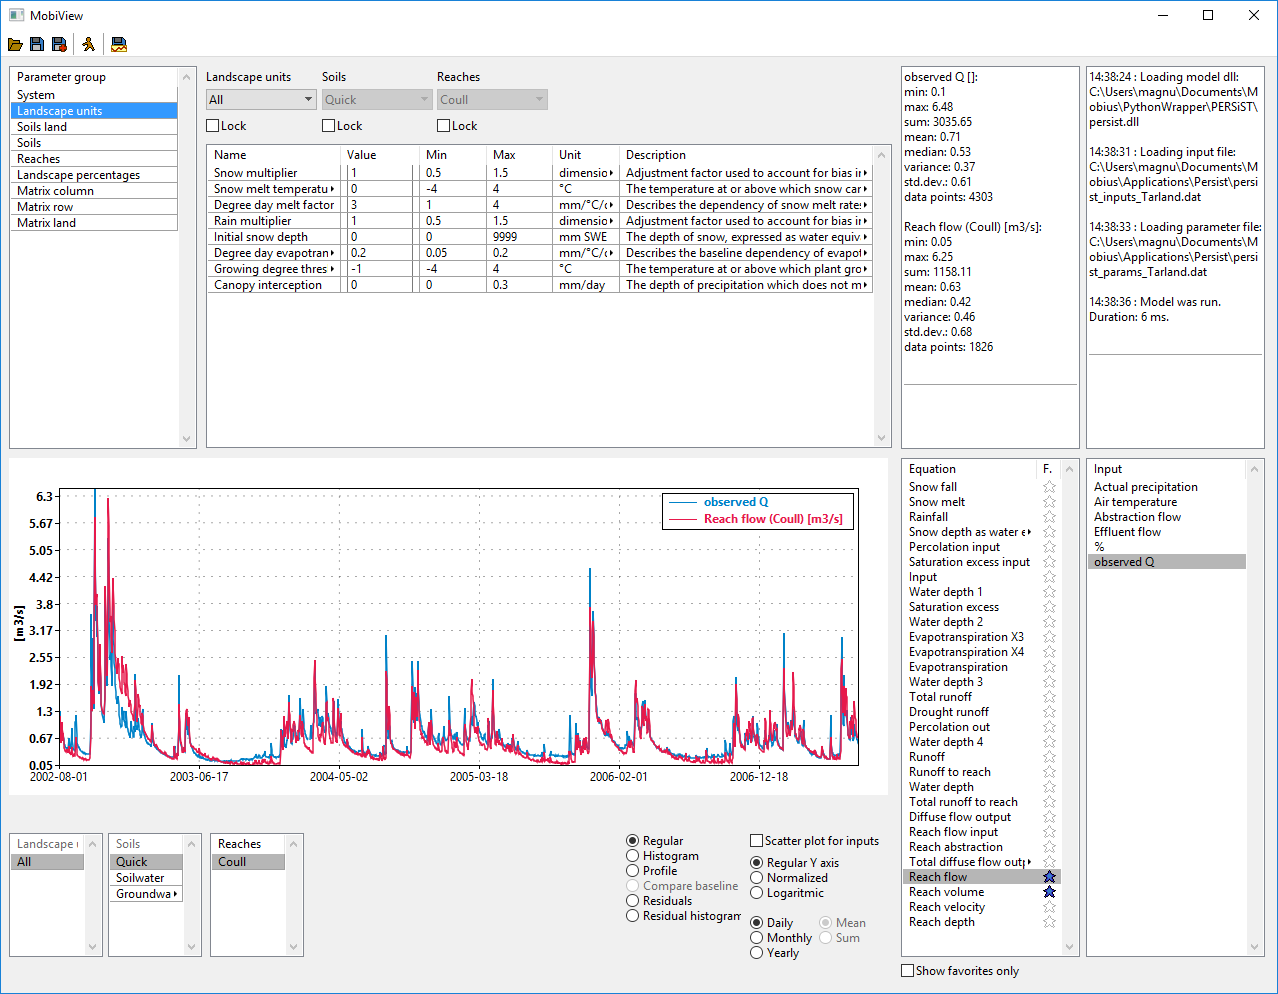 MobiView
Parameter group
System
Landscape units
Soils land
Soils
Reaches
Landscape percentages
Matrix column
Matrix row
Matrix land
Landscape units Soils Reaches
All Quick Coull
Lock Lock Lock
Name Value Min Max Unit Description
Snow multiplier 1 0.5 1.5 dimensio Adjustment factor used to account for bias in
Snow melt temperatu 0 -4 4 °C The temperature at or above which snow can
Degree day melt factor 3 1 4 mm/°C/d Describes the dependency of snow melt rates
Rain multiplier 1 0.5 1.5 dimensio Adjustment factor used to account for bias in
Initial snow depth 0 0 9999 mm SWE The depth of snow, expressed as water equiv
Degree day evapotran 0.2 0.05 0.2 mm/°C/d Describes the baseline dependency of evapot
Growing degree thres -1 -4 4 °C The temperature at or above which plant gro
Canopy interception 0 0 0.3 mm/day The depth of precipitation which does not m
observed Q []:
min: 0.1
max: 6.48
sum: 3035.65
mean: 0.71
median: 0.53
variance: 0.37
std.dev.: 0.61
data points: 4303
Reach flow (Coull) [m3/s]:
min: 0.05
max: 6.25
sum: 1158.11
mean: 0.63
median: 0.42
variance: 0.46
std.dev.: 0.68
data points: 1826
14:38:24 : Loading model dll:
C:\Users\magnu\Documents\M
obius\PythonWrapper\PERSiST\
persist.dll
14:38:31 : Loading input file:
C:\Users\magnu\Documents\M
obius\Applications\Persist\persi
st_inputs_Tarland.dat
14:38:33 : Loading parameter file:
C:\Users\magnu\Documents\M
obius\Applications\Persist\persi
st_params_Tarland.dat
14:38:36 : Model was run.
Duration: 6 ms.
[m3/s]
6.3
5.67
5.05
4.42
3.8
3.17
2.55
1.92
1.3
0.67
0.05
2002-08-01 2003-06-17 2004-05-02 2005-03-18 2006-02-01 2006-12-18
observed Q
Reach flow (Coull) [m3/s]
Equation F.
Snow fall
Snow melt
Rainfall
Snow depth as water e
Percolation input
Saturation excess input
Input
Water depth 1
Saturation excess
Water depth 2
Evapotranspiration X3
Evapotranspiration X4
Evapotranspiration
Water depth 3
Total runoff
Drought runoff
Percolation out
Water depth 4
Runoff
Runoff to reach
Water depth
Total runoff to reach
Diffuse flow output
Reach flow input
Reach abstraction
Total diffuse flow outp
Reach flow
Reach volume
Reach velocity
Reach depth
Show favorites only
Input
Actual precipitation
Air temperature
Abstraction flow
Effluent flow
%
observed Q
Landscape
All
Soils
Quick
Soilwater
Groundwa
Reaches
Coull
Regular
Histogram
Profile
Compare baseline
Residuals
Residual histogram
Scatter plot for inputs
Regular Y axis
Normalized
Logaritmic
Daily Mean
Monthly Sum
Yearly